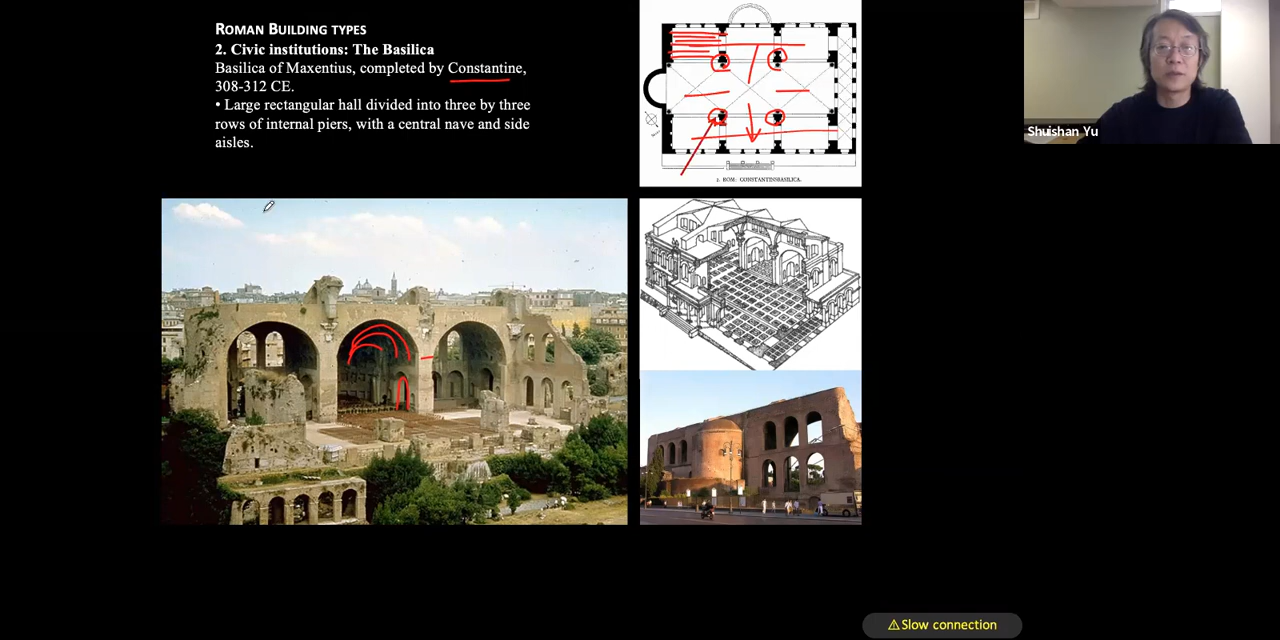 ROMAN BUILDING TYPES
2. Civic institutions: The Basilica
Basilica of Maxentius, completed by Constantine,
308-312 CE.
• Large rectangular hall divided into three by three
rows of internal piers, with a central nave and side
aisles.
ROM: CONSTANTINSBASILICA.
Shuishan Yu
⚠Slow connection